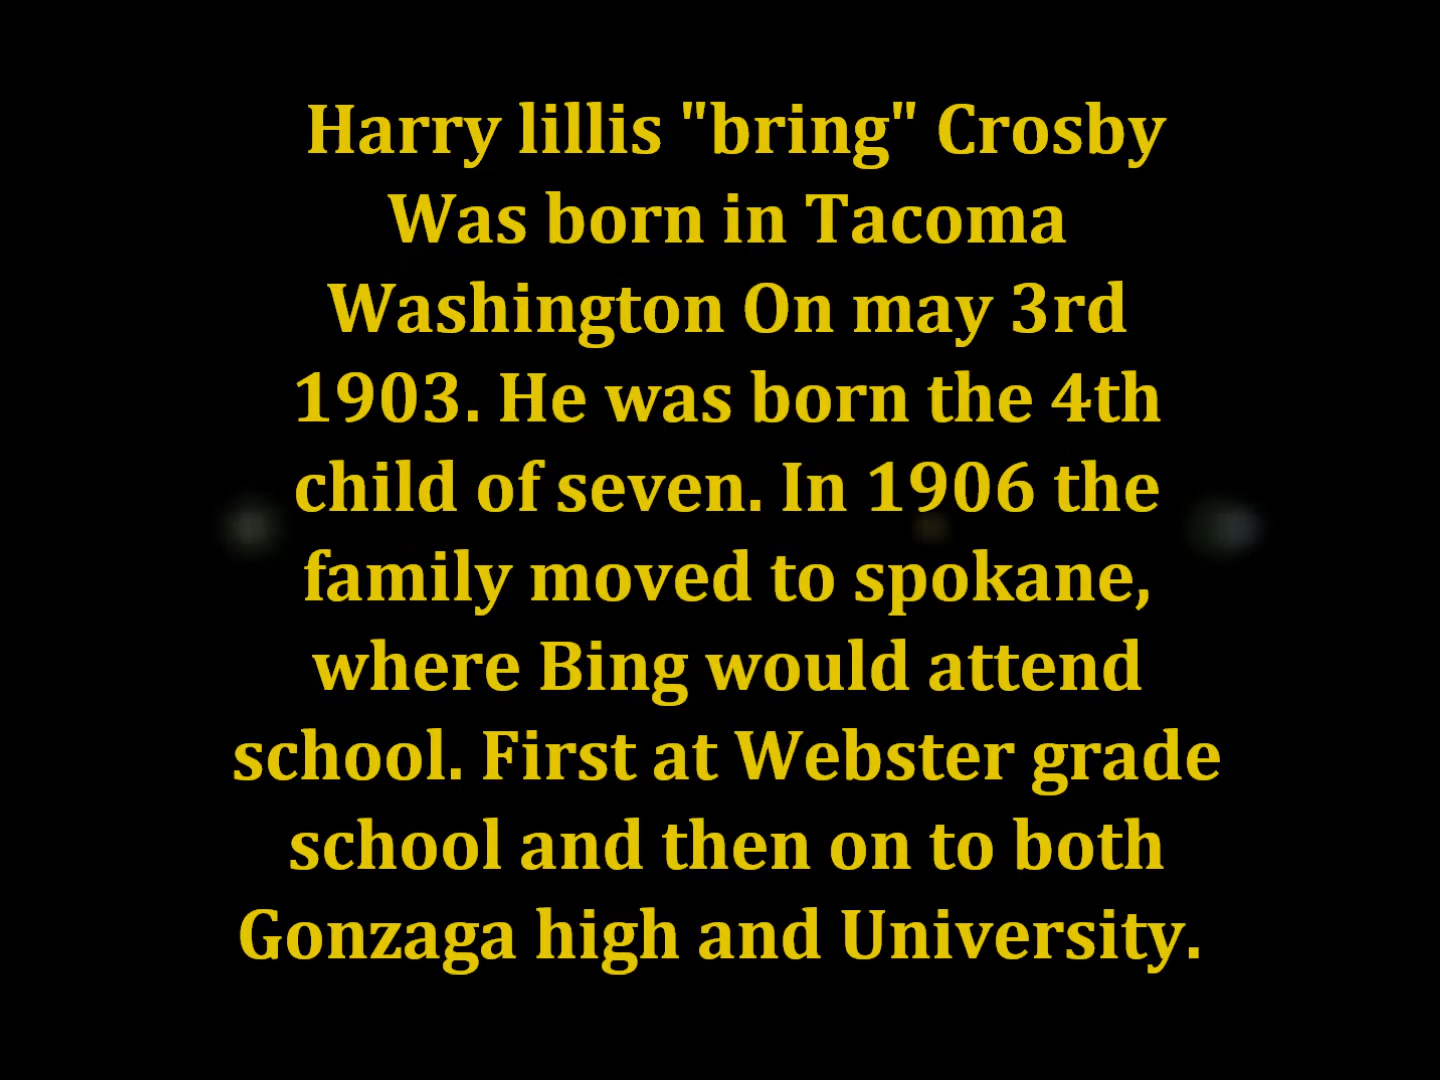 Harry lillis "bring" Crosby
Was born in Tacoma
Washington On may 3rd
1903. He was born the 4th
child of seven. In 1906 the
family moved to spokane,
where Bing would attend
school. First at Webster grade
school and then on to both
Gonzaga high and University.